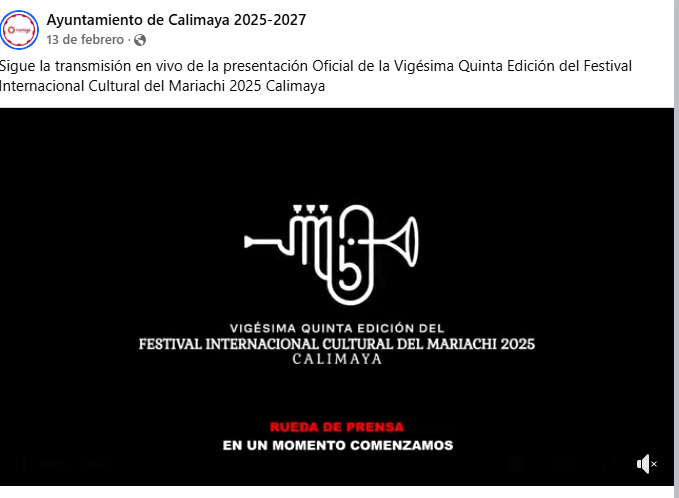 Ayuntamiento de Calimaya 2025-2027
13 de febrero ·
Sigue la transmisión en vivo de la presentación Oficial de la Vigésima Quinta Edición del Festival
Internacional Cultural del Mariachi 2025 Calimaya
VIGÉSIMA QUINTA EDICIÓN DEL
FESTIVAL INTERNACIONAL CULTURAL DEL MARIACHI 2025
CALIMAYA
RUEDA DE PRENSA
EN UN MOMENTO COMENZAMOS